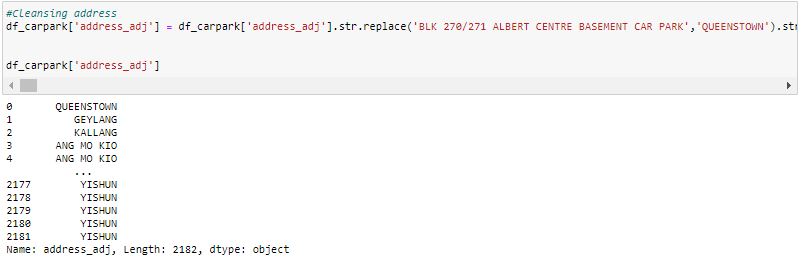 #Cleansing address
df_carpark['address_adj'] = df_carpark['address_adj'].str.replace('BLK 270/271 ALBERT CENTRE BASEMENT CAR PARK','QUEENSTOWN').str
df_carpark['address_adj']
0 QUEENSTOWN
1 GEYLANG
2 KALLANG
3 ANG MO KIO
4 ANG MO KIO
...
2177 YISHUN
2178 YISHUN
2179 YISHUN
2180 YISHUN
2181 YISHUN
Name: address_adj, Length: 2182, dtype: object